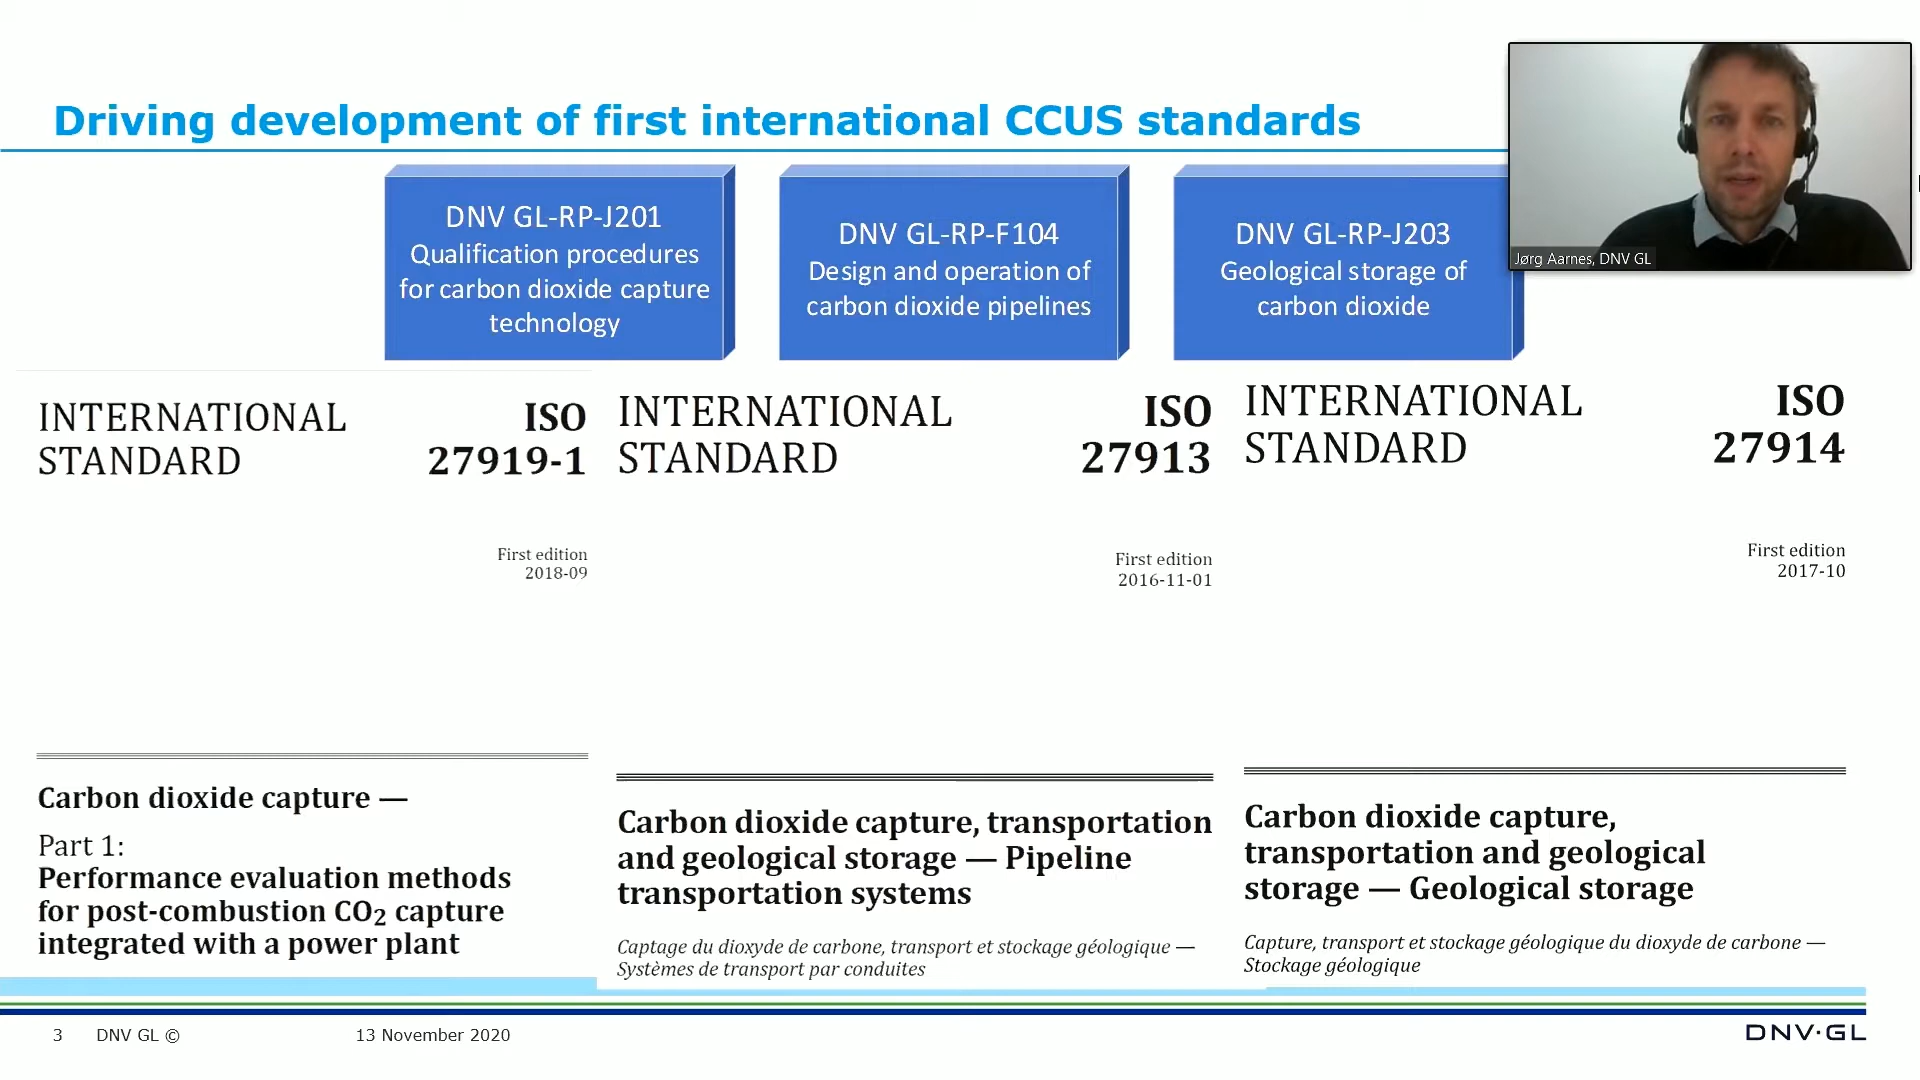 Driving development of first international CCUS standards
Jørg Aarnes, DNV GL
DNV GL-RP-J201
Qualification procedures
for carbon dioxide capture
technology
DNV GL-RP-F104
Design and operation of
carbon dioxide pipelines
DNV GL-RP-J203
Geological storage of
carbon dioxide
INTERNATIONAL
STANDARD
ISO
27919-1
First edition
2018-09
Carbon dioxide capture —
Part 1:
Performance evaluation methods
for post-combustion CO2 capture
integrated with a power plant
INTERNATIONAL
STANDARD
ISO
27913
First edition
2016-11-01
Carbon dioxide capture, transportation
and geological storage — Pipeline
transportation systems
Captage du dioxyde de carbone, transport et stockage géologique —
Systèmes de transport par conduites
INTERNATIONAL
STANDARD
ISO
27914
First edition
2017-10
Carbon dioxide capture,
transportation and geological
storage — Geological storage
Capture, transport et stockage géologique du dioxyde de carbone —
Stockage géologique
3 DNV GL © 13 November 2020
DNV·GL